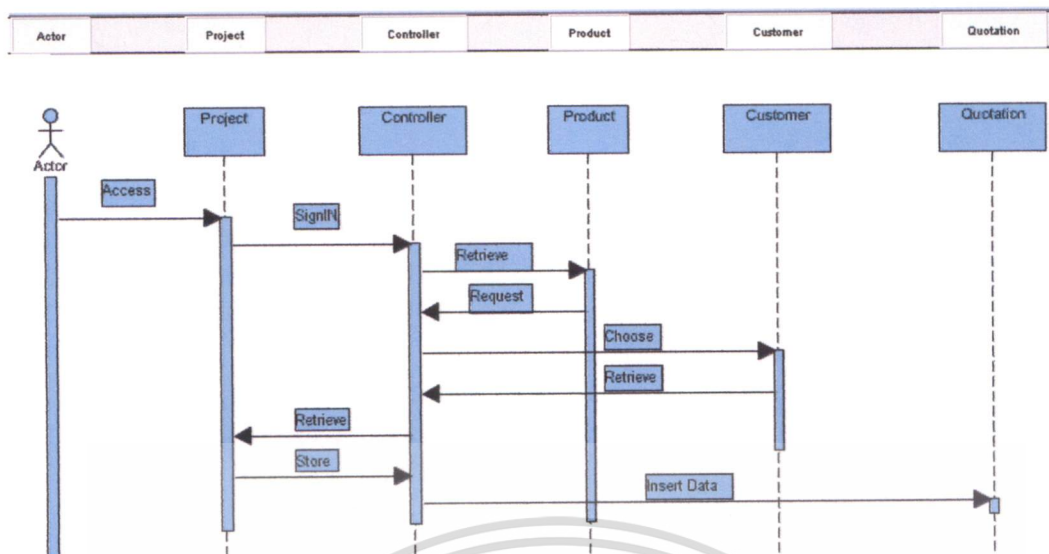 Actor Project Controller Product Customer Quotation
Project Controller Product Customer Quotation
Actor
Access
SignIN
Retrieve
Request
Choose
Retrieve
Retrieve
Store
Insert Data